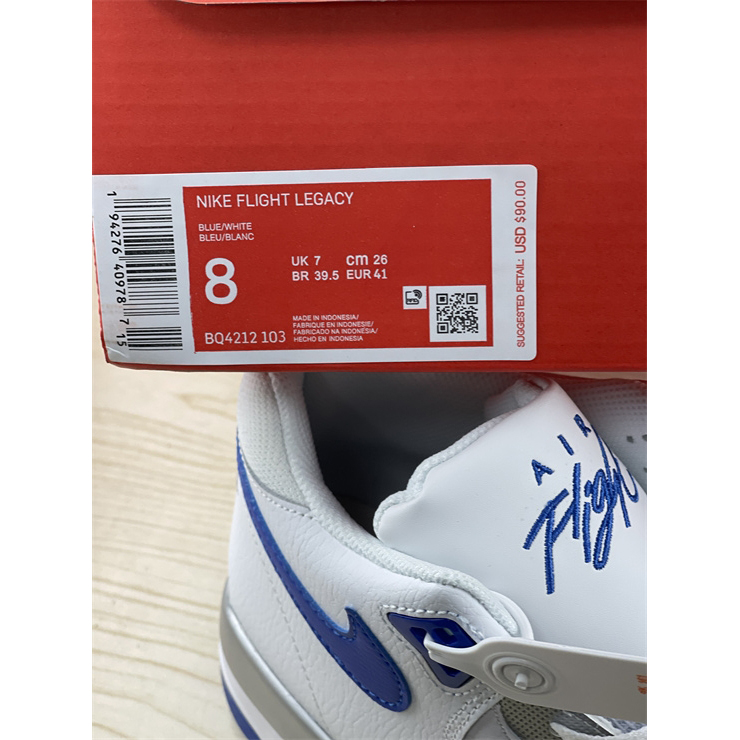 NIKE FLIGHT LEGACY
BLUE/WHITE
BLEU/BLANC
8
UK 7 cm 26
BR 39.5 EUR 41
BQ4212 103
MADE IN INDONESIA/
FABRIQUE EN INDONESIE/
FABRICADO NA INDONESIA/
HECHO EN INDONESIA
SUGGESTED RETAIL: USD $90.00
1 94276 40978 7 15
AIR
Flight